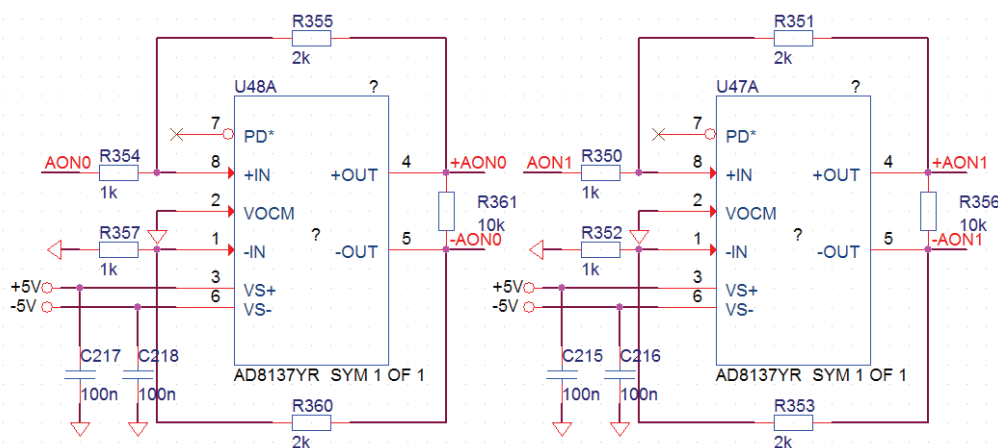 R355
2k
U48A
?
7
PD*
AON0
R354
1k
8
+IN
+OUT
4
+AON0
2
VOCM
R361
10k
R357
1k
1
-IN
?
-OUT
5
-AON0
+5V
3
VS+
-5V
6
VS-
C217
100n
C218
100n
AD8137YR SYM 1 OF 1
R360
2k
R351
2k
U47A
?
7
PD*
AON1
R350
1k
8
+IN
+OUT
4
+AON1
2
VOCM
R356
10k
R352
1k
1
-IN
?
-OUT
5
-AON1
+5V
3
VS+
-5V
6
VS-
C215
100n
C216
100n
AD8137YR SYM 1 OF 1
R353
2k